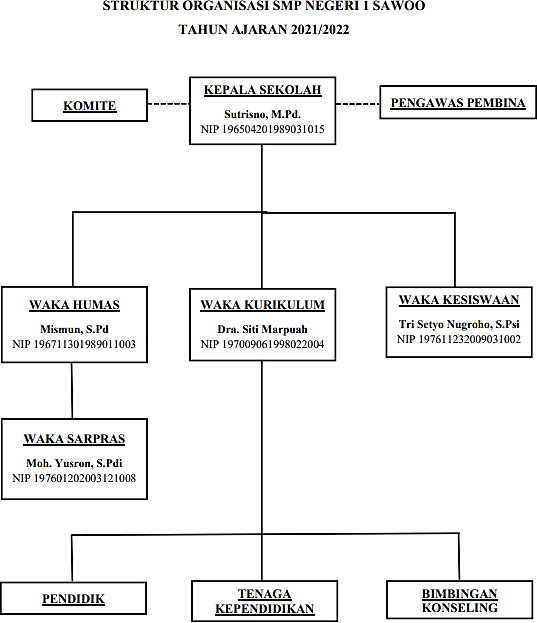 STRUKTUR ORGANISASI SMP NEGERI 1 SAWOO
TAHUN AJARAN 2021/2022
KOMITE
KEPALA SEKOLAH
Sutrisno, M.Pd.
NIP 196504201989031015
PENGAWAS PEMBINA
WAKA HUMAS
Mismun, S.Pd
NIP 196711301989011003
WAKA KURIKULUM
Dra. Siti Marpuah
NIP 197009061998022004
WAKA KESISWAAN
Tri Setyo Nugroho, S.Psi
NIP 197611232009031002
WAKA SARPRAS
Moh. Yusron, S.Pdi
NIP 197601202003121008
PENDIDIK
TENAGA
KEPENDIDIKAN
BIMBINGAN
KONSELING